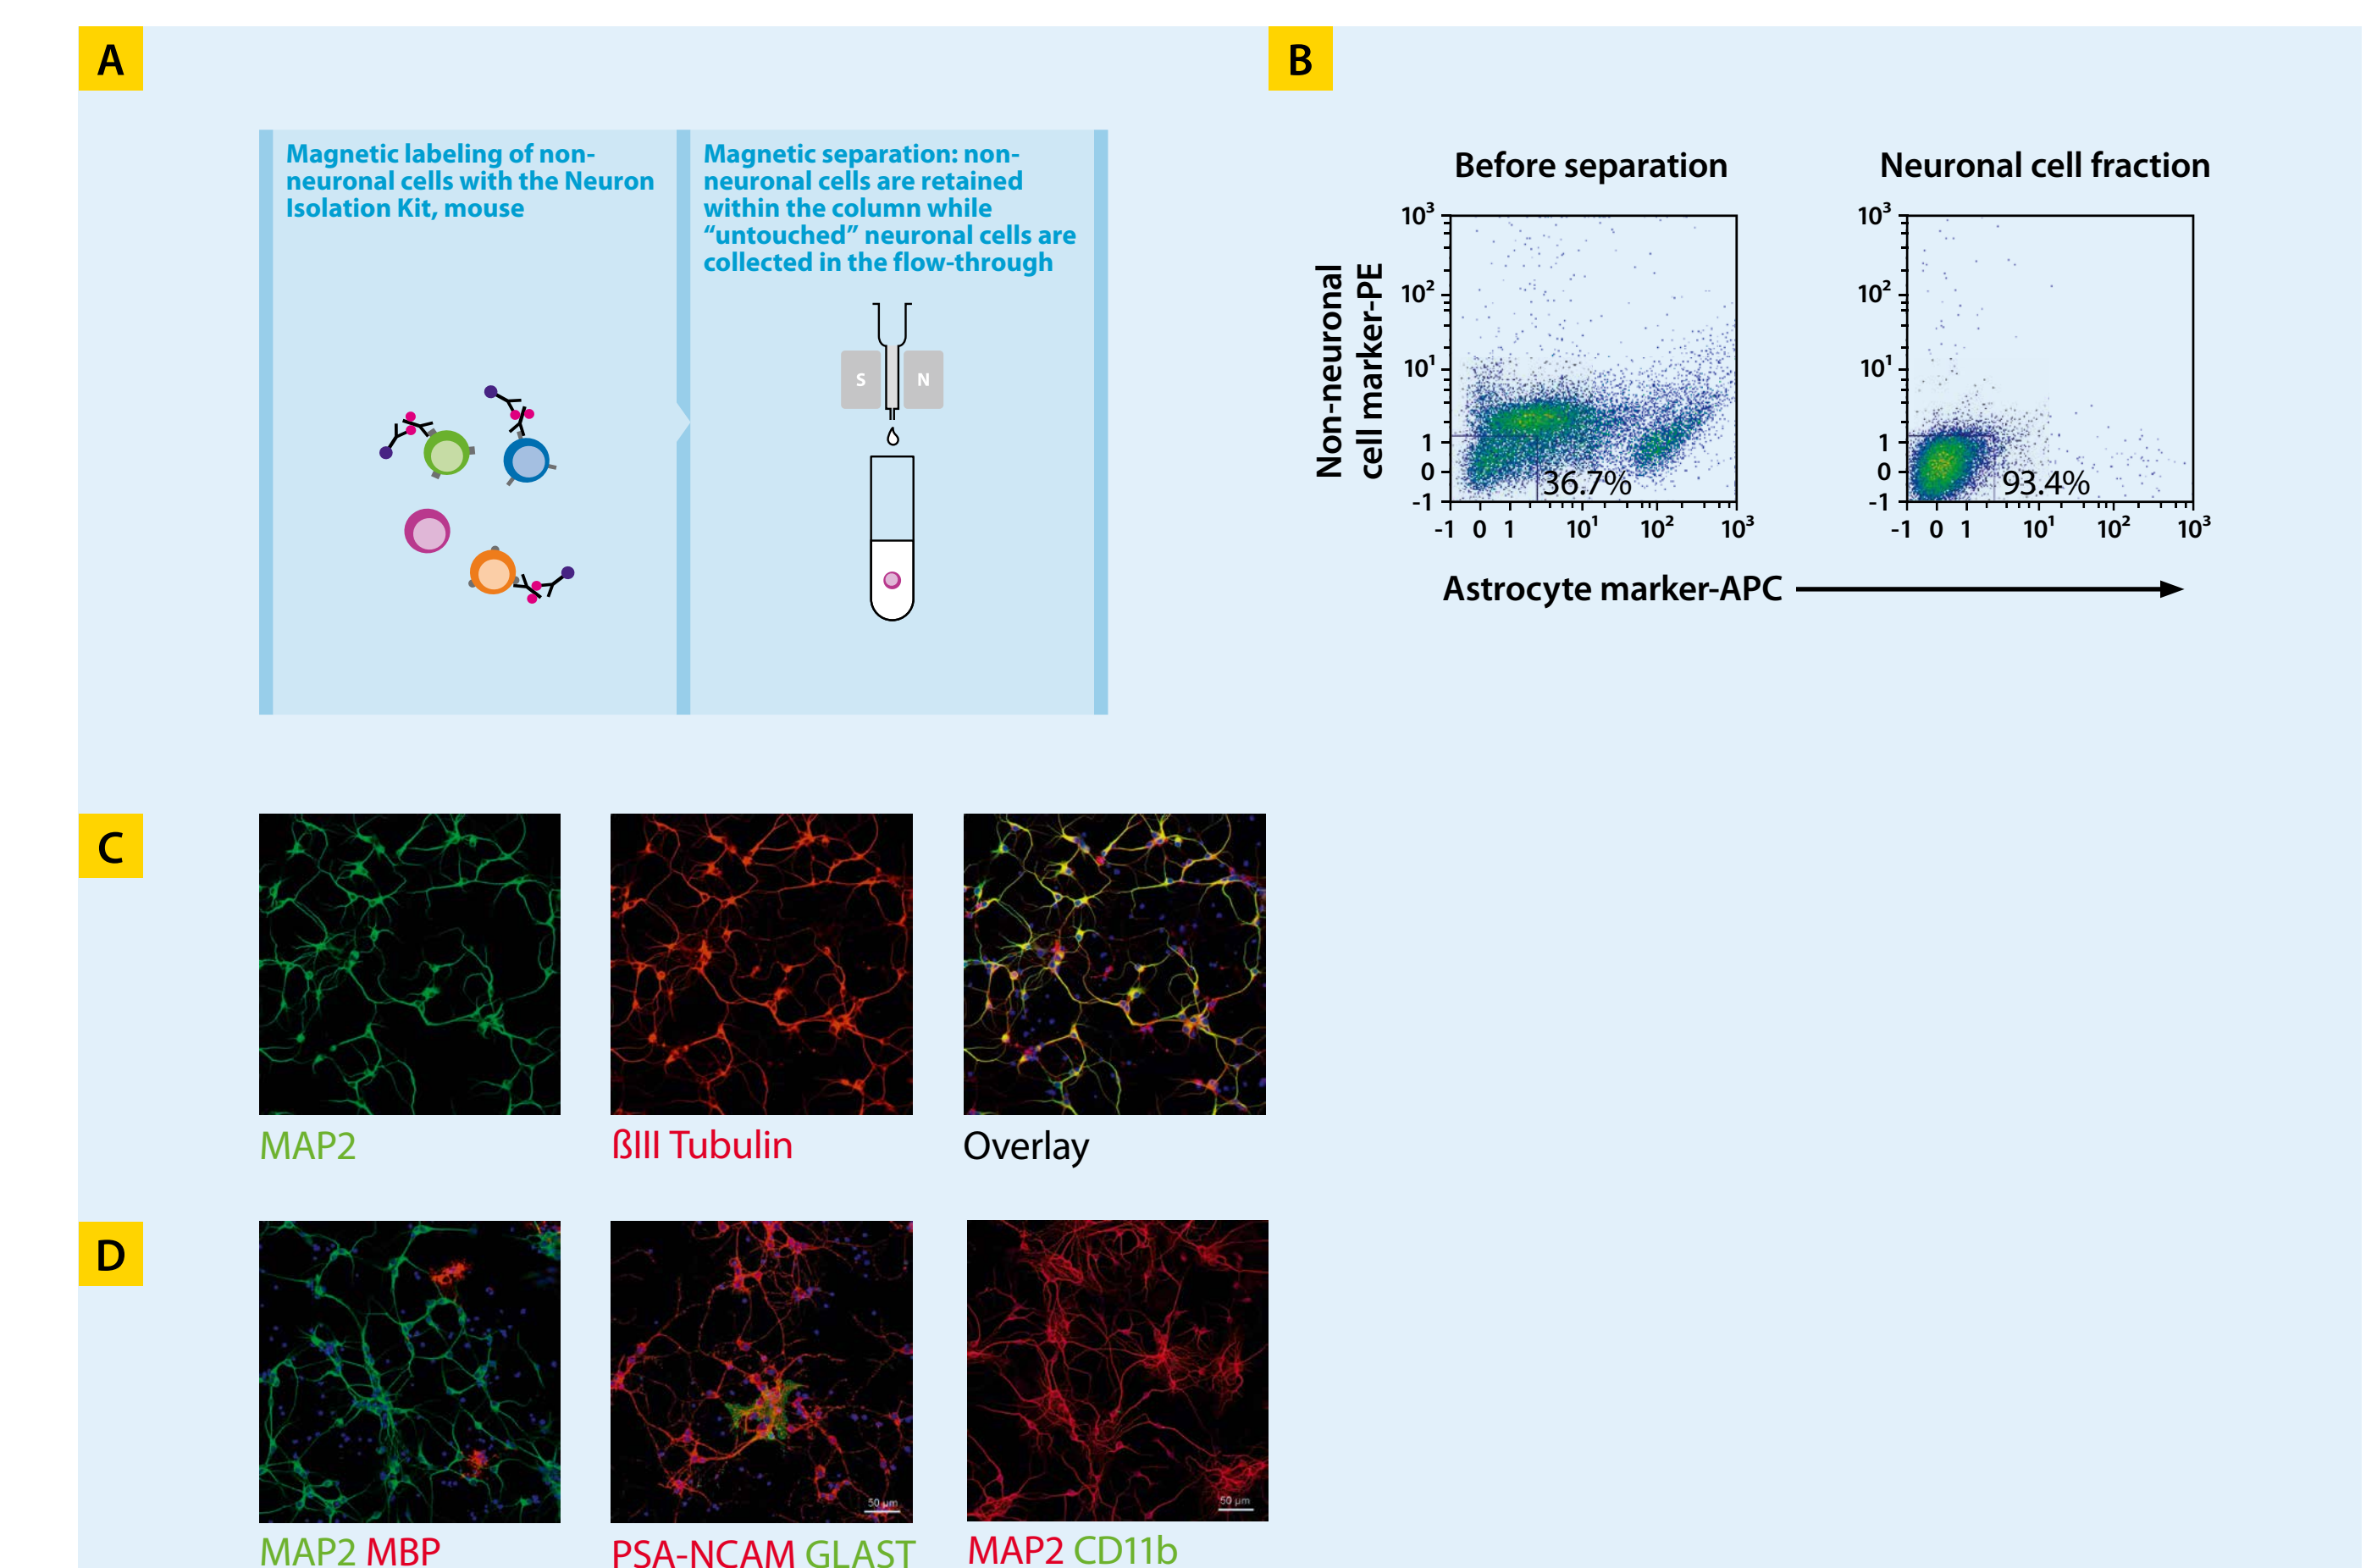 A
B
Magnetic labeling of non-
neuronal cells with the Neuron
Isolation Kit, mouse
Magnetic separation: non-
neuronal cells are retained
within the column while
“untouched” neuronal cells are
collected in the flow-through
S
N
Before separation
Neuronal cell fraction
Non-neuronal
cell marker-PE
10³
10²
10¹
1
0
-1
36.7%
-1 0 1 10¹ 10² 10³
10³
10²
10¹
1
0
-1
93.4%
-1 0 1 10¹ 10² 10³
Astrocyte marker-APC
C
MAP2
ßIII Tubulin
Overlay
D
50 µm
50 µm
MAP2 MBP
PSA-NCAM GLAST
MAP2 CD11b